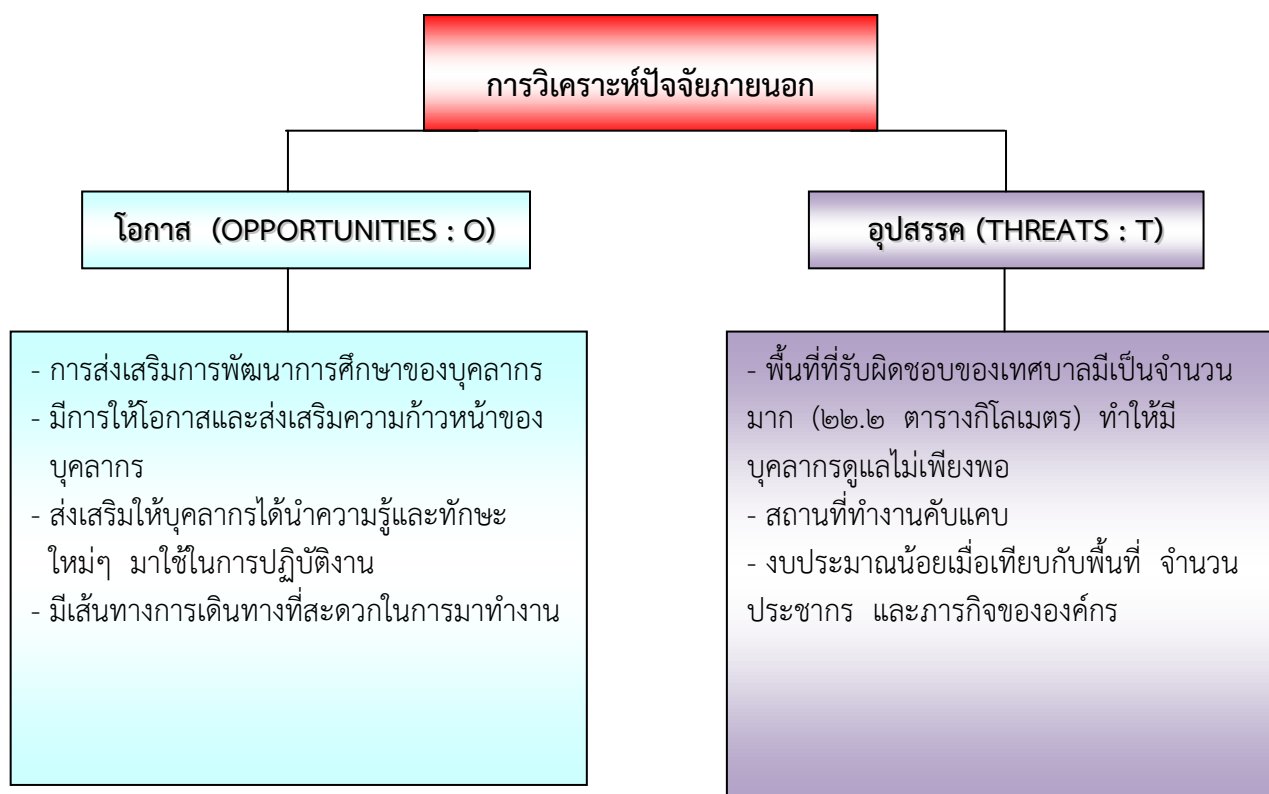 การวิเคราะห์ปัจจัยภายนอก
โอกาส (OPPORTUNITIES : O)
- การส่งเสริมการพัฒนาการศึกษาของบุคลากร
- มีการให้โอกาสและส่งเสริมความก้าวหน้าของ
บุคลากร
- ส่งเสริมให้บุคลากรได้นำความรู้และทักษะ
ใหม่ๆ มาใช้ในการปฏิบัติงาน
- มีเส้นทางการเดินทางที่สะดวกในการมาทำงาน
อุปสรรค (THREATS : T)
- พื้นที่ที่รับผิดชอบของเทศบาลมีเป็นจำนวน
มาก (๒๒.๒ ตารางกิโลเมตร) ทำให้มี
บุคลากรดูแลไม่เพียงพอ
- สถานที่ทำงานคับแคบ
- งบประมาณน้อยเมื่อเทียบกับพื้นที่ จำนวน
ประชากร และภารกิจขององค์กร